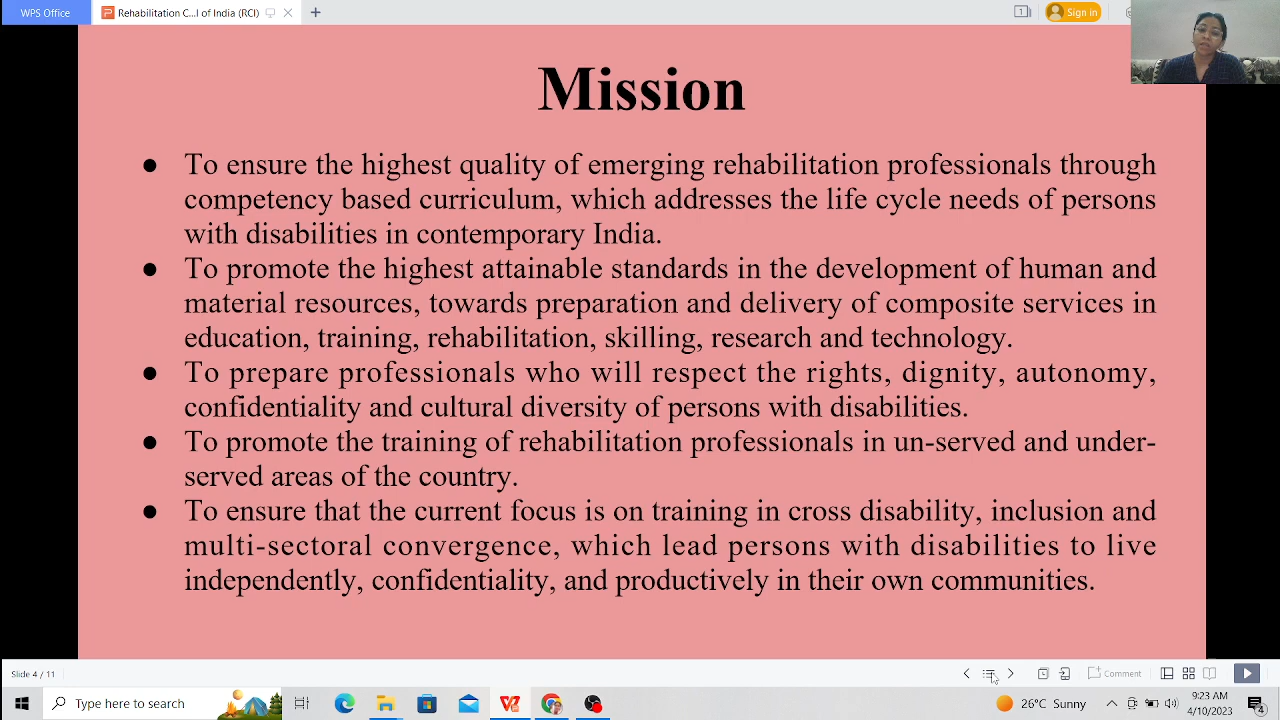 WPS Office
Rehabilitation C...l of India (RCI)
1
Sign in
Mission
● To ensure the highest quality of emerging rehabilitation professionals through
competency based curriculum, which addresses the life cycle needs of persons
with disabilities in contemporary India.
● To promote the highest attainable standards in the development of human and
material resources, towards preparation and delivery of composite services in
education, training, rehabilitation, skilling, research and technology.
● To prepare professionals who will respect the rights, dignity, autonomy,
confidentiality and cultural diversity of persons with disabilities.
● To promote the training of rehabilitation professionals in un-served and under-
served areas of the country.
● To ensure that the current focus is on training in cross disability, inclusion and
multi-sectoral convergence, which lead persons with disabilities to live
independently, confidentiality, and productively in their own communities.
Slide 4 / 11
Comment
Type here to search
26°C Sunny
9:23 AM
4/10/2023
4